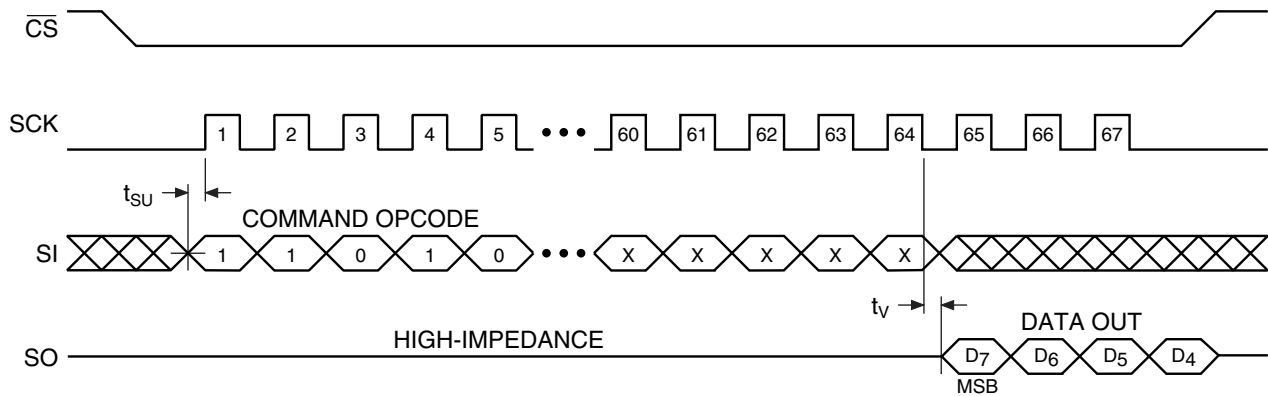 CS
SCK 1 2 3 4 5 ••• 60 61 62 63 64 65 66 67
tSU
COMMAND OPCODE
SI 1 1 0 1 0 ••• X X X X X
tV
HIGH-IMPEDANCE DATA OUT
SO D7 D6 D5 D4
MSB